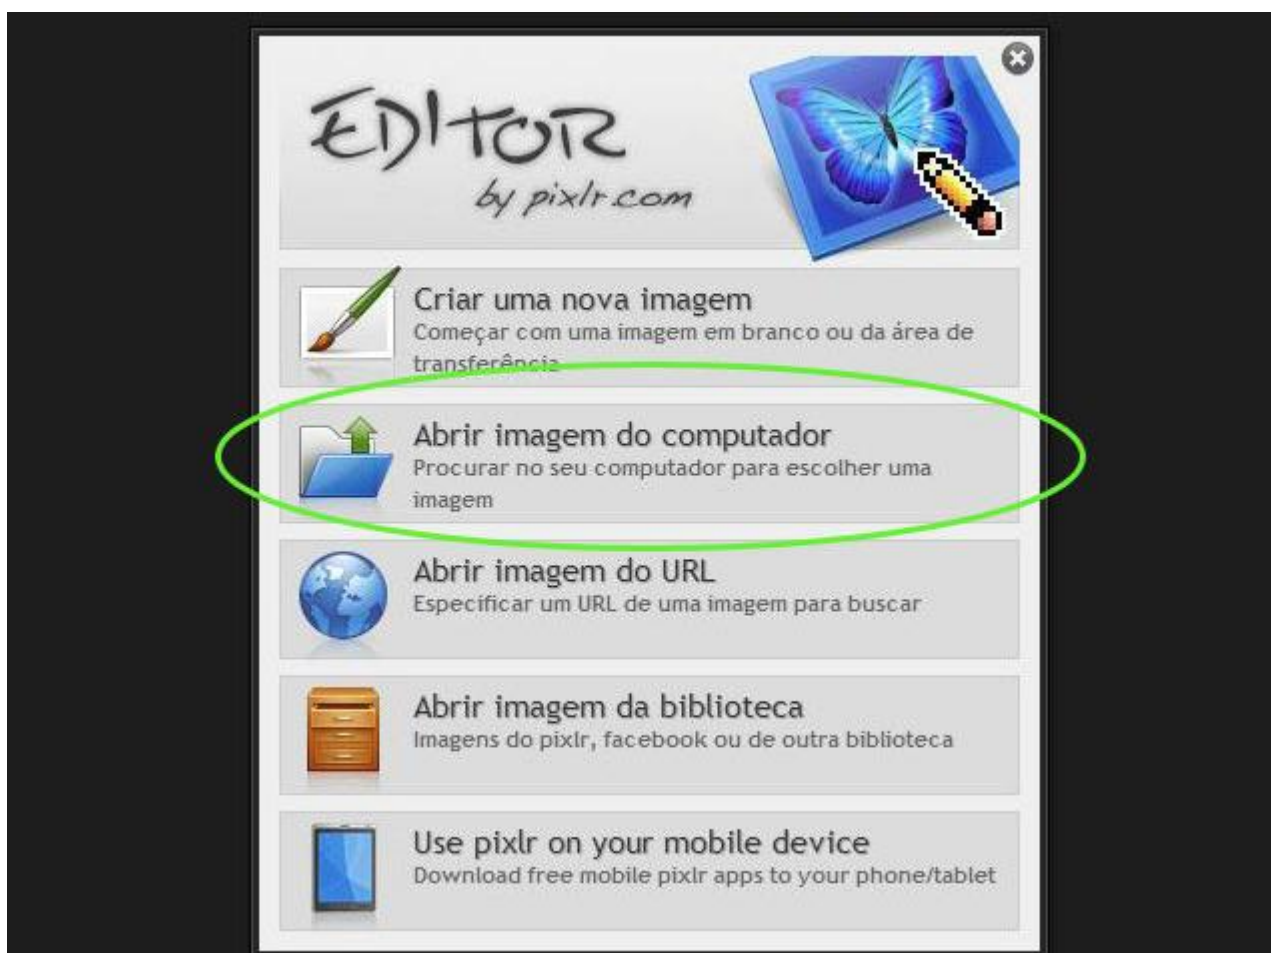 EDITOR
by pixlr.com
Criar uma nova imagem
Começar com uma imagem em branco ou da área de
transferência
Abrir imagem do computador
Procurar no seu computador para escolher uma
imagem
Abrir imagem do URL
Especificar um URL de uma imagem para buscar
Abrir imagem da biblioteca
Imagens do pixlr, facebook ou de outra biblioteca
Use pixlr on your mobile device
Download free mobile pixlr apps to your phone/tablet